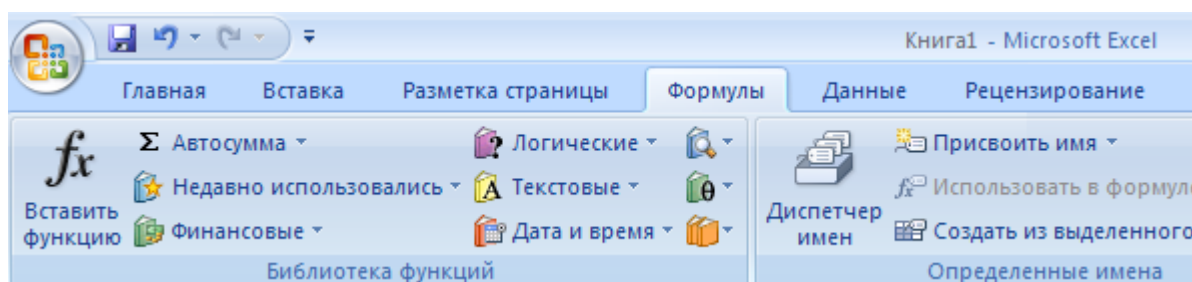 Книга1 - Microsoft Excel
Главная Вставка Разметка страницы Формулы Данные Рецензирование
fx Вставить функцию
Σ Автосумма
Недавно использовались
Финансовые
Логические
A Текстовые
Дата и время
θ
Библиотека функций
Диспетчер имен
Присвоить имя
Использовать в формуле
Создать из выделенного
Определенные имена